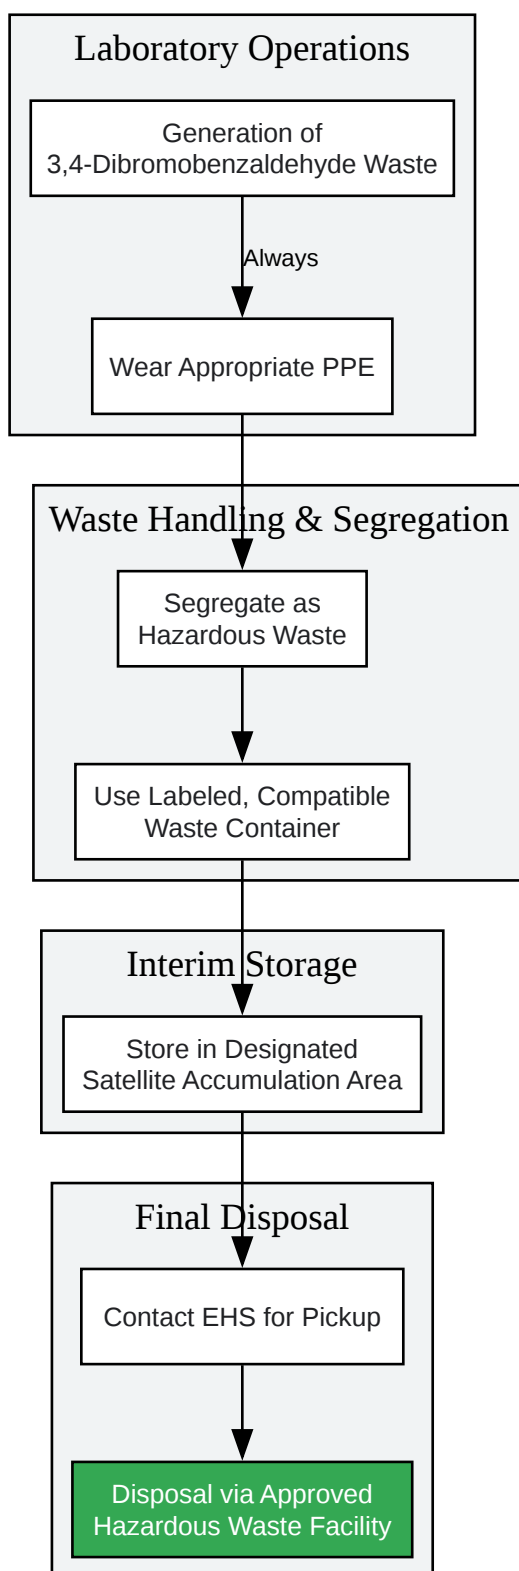 Laboratory Operations
Generation of
3,4-Dibromobenzaldehyde Waste
Always
Wear Appropriate PPE
Waste Handling & Segregation
Segregate as
Hazardous Waste
Use Labeled, Compatible
Waste Container
Interim Storage
Store in Designated
Satellite Accumulation Area
Final Disposal
Contact EHS for Pickup
Disposal via Approved
Hazardous Waste Facility